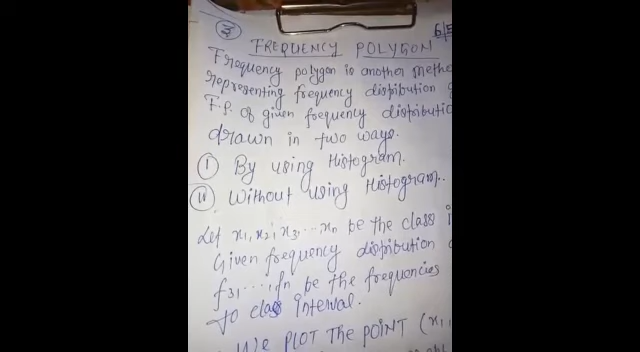 FREQUENCY POLYGON
Frequency polygon is another
representing frequency distribution
F.P. of given frequency
drawn in two ways.
(i) By using Histogram.
(ii) Without using Histogram.
Let x1, x2, x3, ... xn be the class
Given frequency distribution
f3, ..., fn be the frequencies
to class interval.
WE PLOT THE POINT (x1,